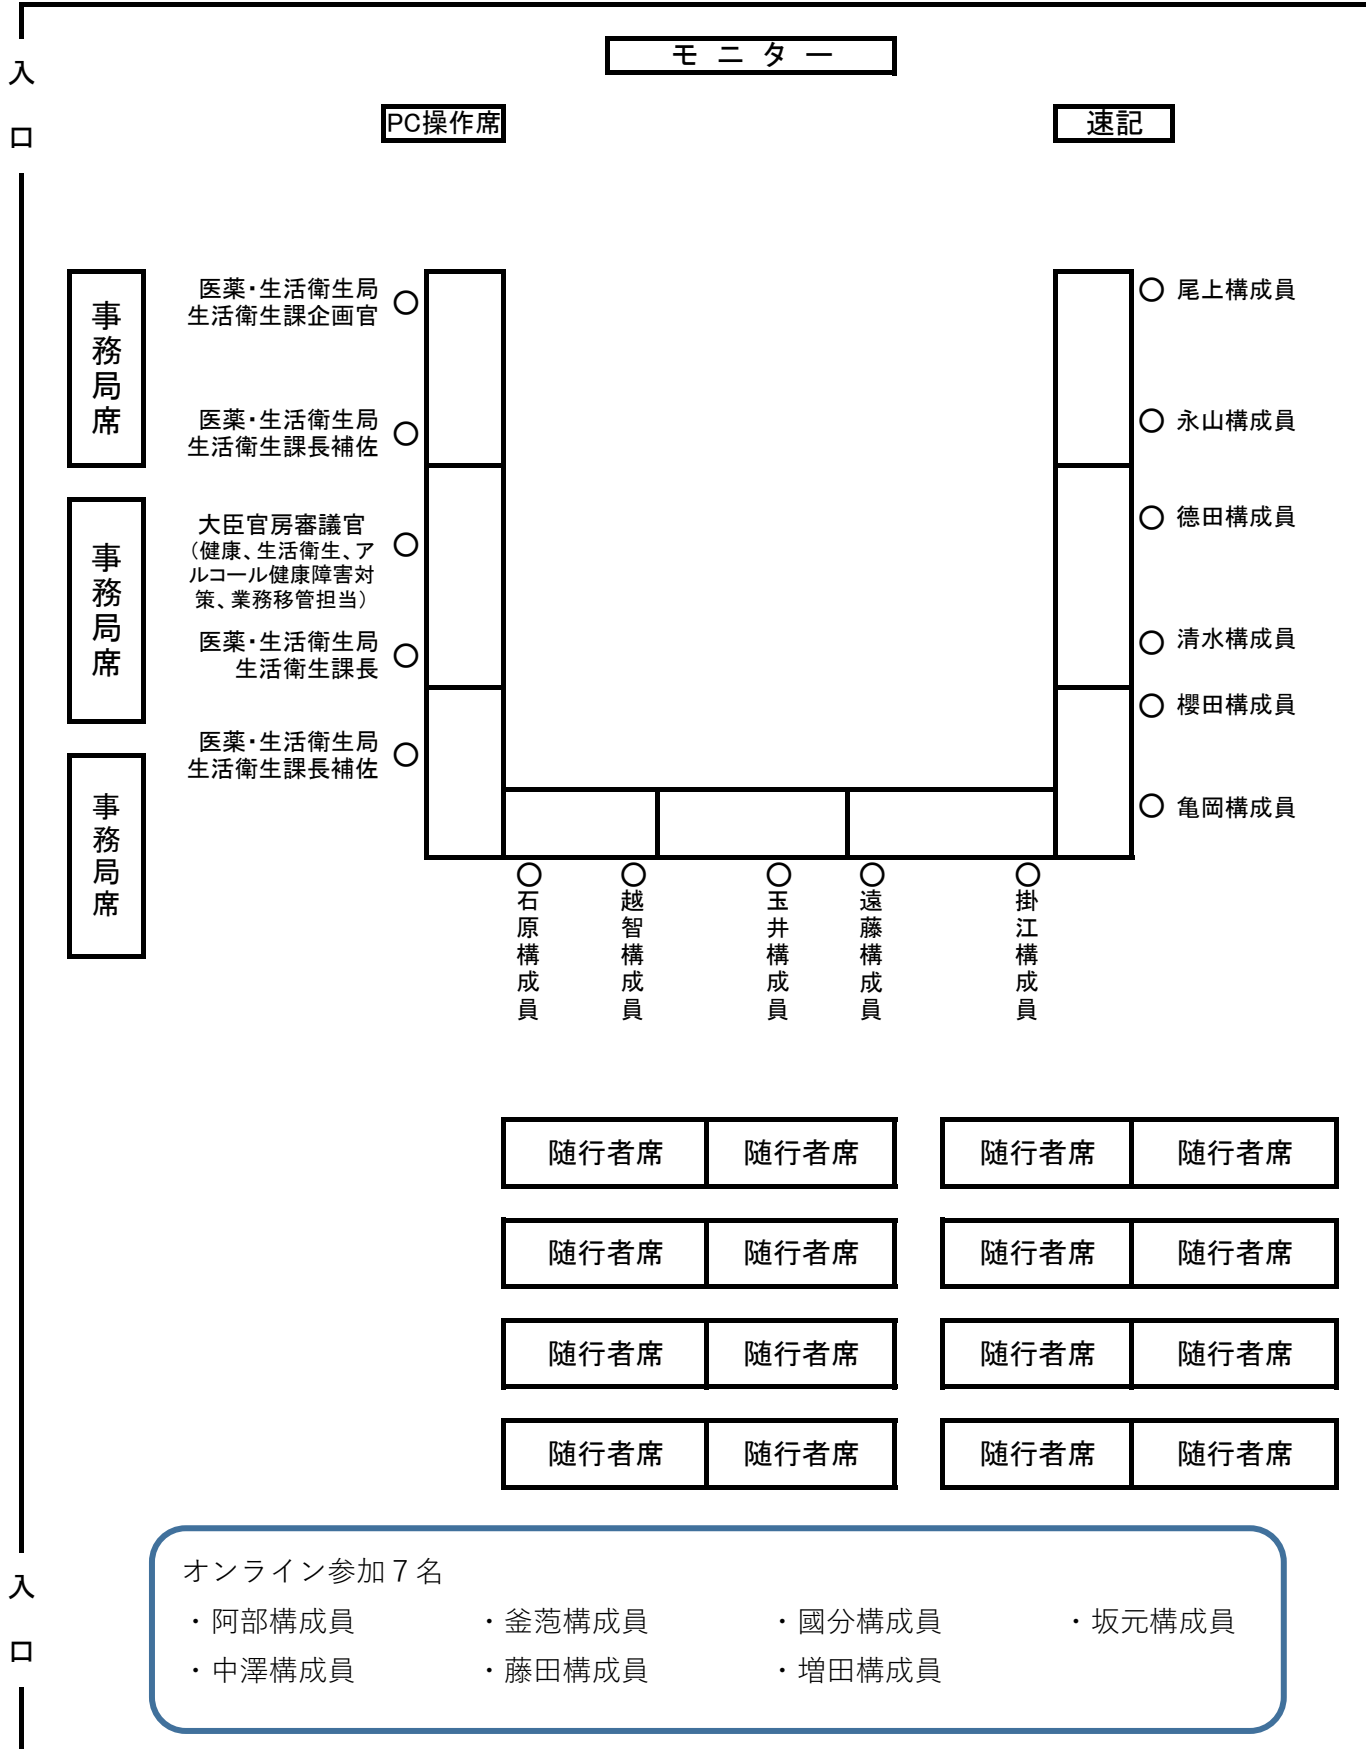 モニター
入口
PC操作席
速記
事務局席
医薬・生活衛生局
生活衛生課企画官
尾上構成員
医薬・生活衛生局
生活衛生課長補佐
永山構成員
事務局席
大臣官房審議官
（健康、生活衛生、ア
ルコール健康障害対
策、業務移管担当）
德田構成員
医薬・生活衛生局
生活衛生課長
清水構成員
櫻田構成員
事務局席
医薬・生活衛生局
生活衛生課長補佐
亀岡構成員
石原構成員
越智構成員
玉井構成員
遠藤構成員
掛江構成員
随行者席 随行者席 随行者席 随行者席
随行者席 随行者席 随行者席 随行者席
随行者席 随行者席 随行者席 随行者席
随行者席 随行者席 随行者席 随行者席
入口
オンライン参加７名
・阿部構成員 ・釜萢構成員 ・國分構成員 ・坂元構成員
・中澤構成員 ・藤田構成員 ・増田構成員